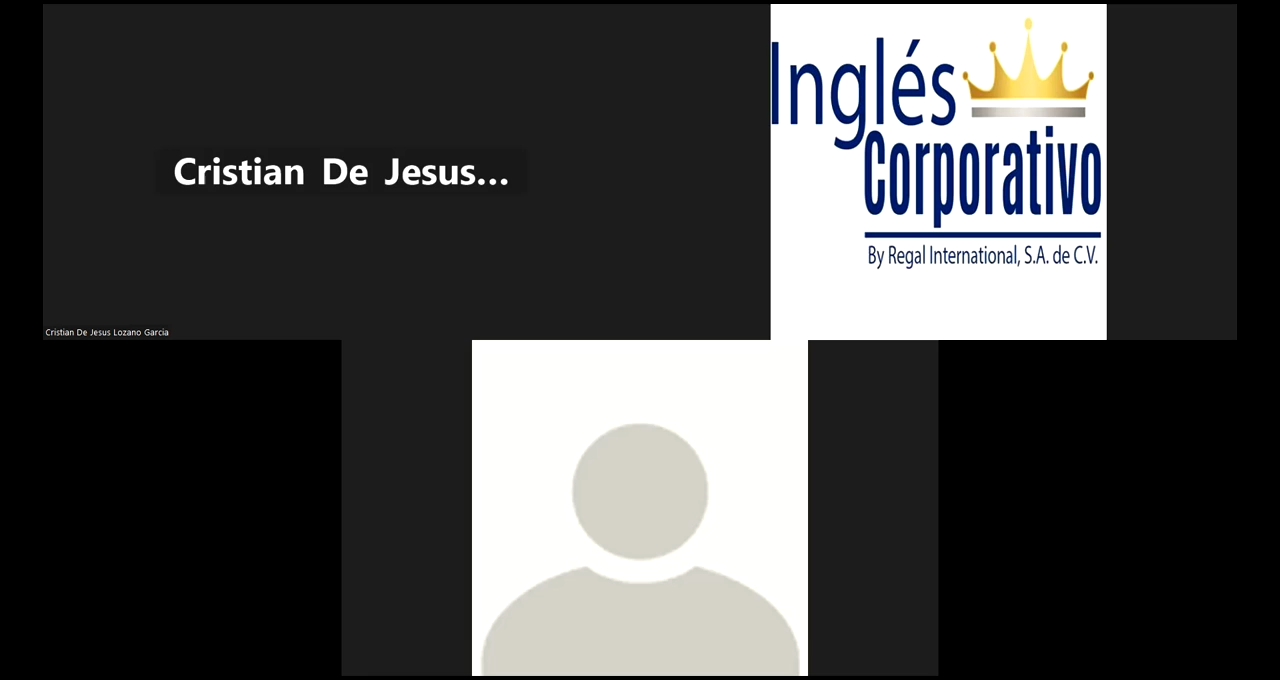 Cristian De Jesus...
Cristian De Jesus Lozano Garcia
Inglés
Corporativo
By Regal International, S.A. de C.V.